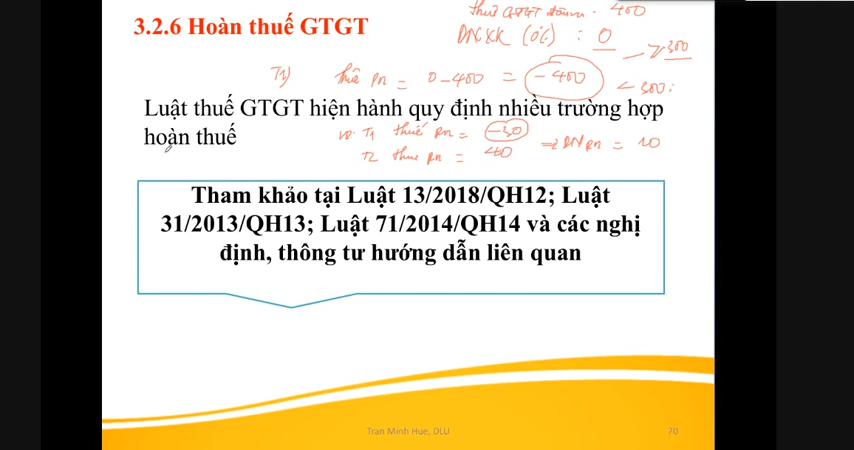 3.2.6 Hoàn thuế GTGT
thuế GTGT 400
DNXK (0%) : 0
≥ 300
T1) thuế PN = 0 - 400 = - 400
< 300
Luật thuế GTGT hiện hành quy định nhiều trường hợp
hoàn thuế
T1 thuế PN = -30
T2 thuế PN = 40 ⇒ DN PN = 10
Tham khảo tại Luật 13/2018/QH12; Luật
31/2013/QH13; Luật 71/2014/QH14 và các nghị
định, thông tư hướng dẫn liên quan
Tran Minh Hue, DLU
70